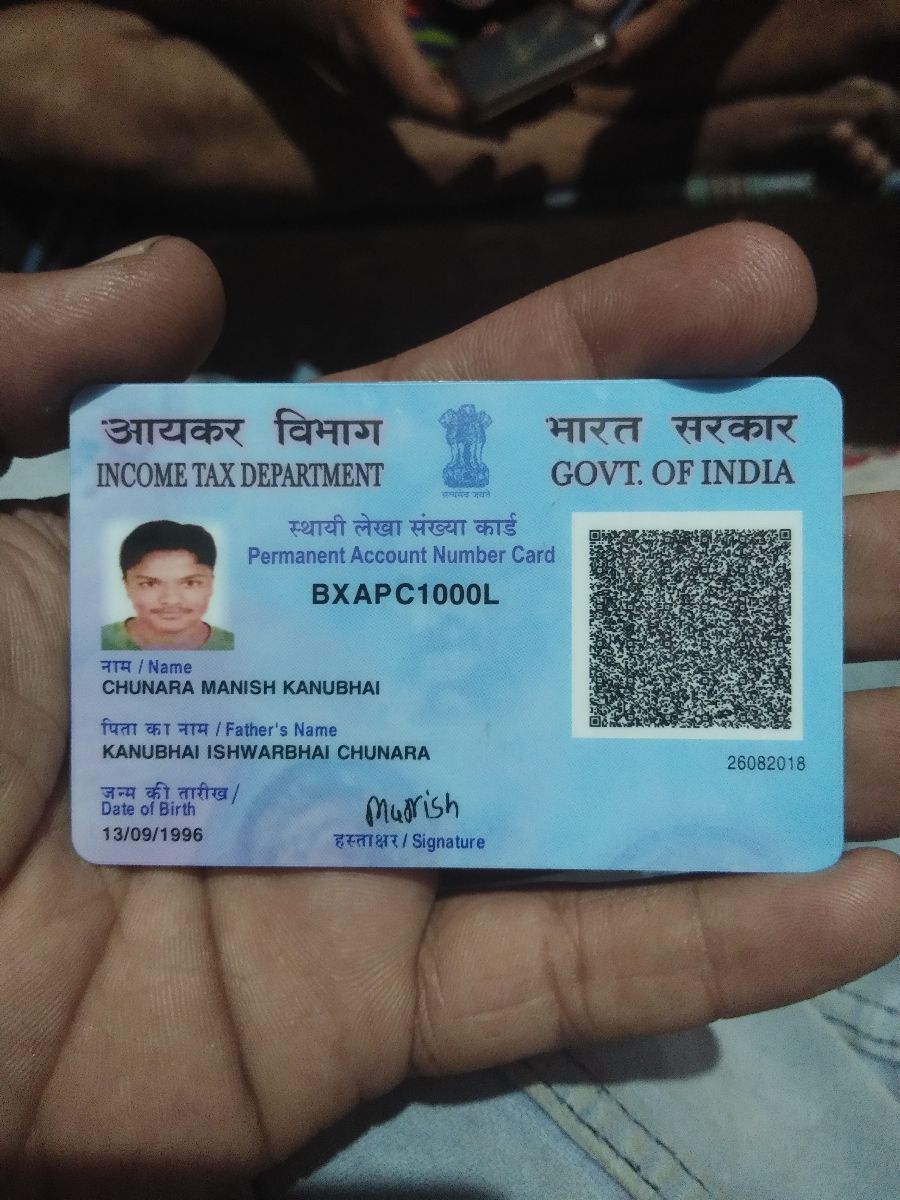 आयकर विभाग
INCOME TAX DEPARTMENT
सत्यमेव जयते
भारत सरकार
GOVT. OF INDIA
स्थायी लेखा संख्या कार्ड
Permanent Account Number Card
BXAPC1000L
नाम / Name
CHUNARA MANISH KANUBHAI
पिता का नाम / Father's Name
KANUBHAI ISHWARBHAI CHUNARA
26082018
जन्म की तारीख /
Date of Birth
13/09/1996
Manish
हस्ताक्षर / Signature